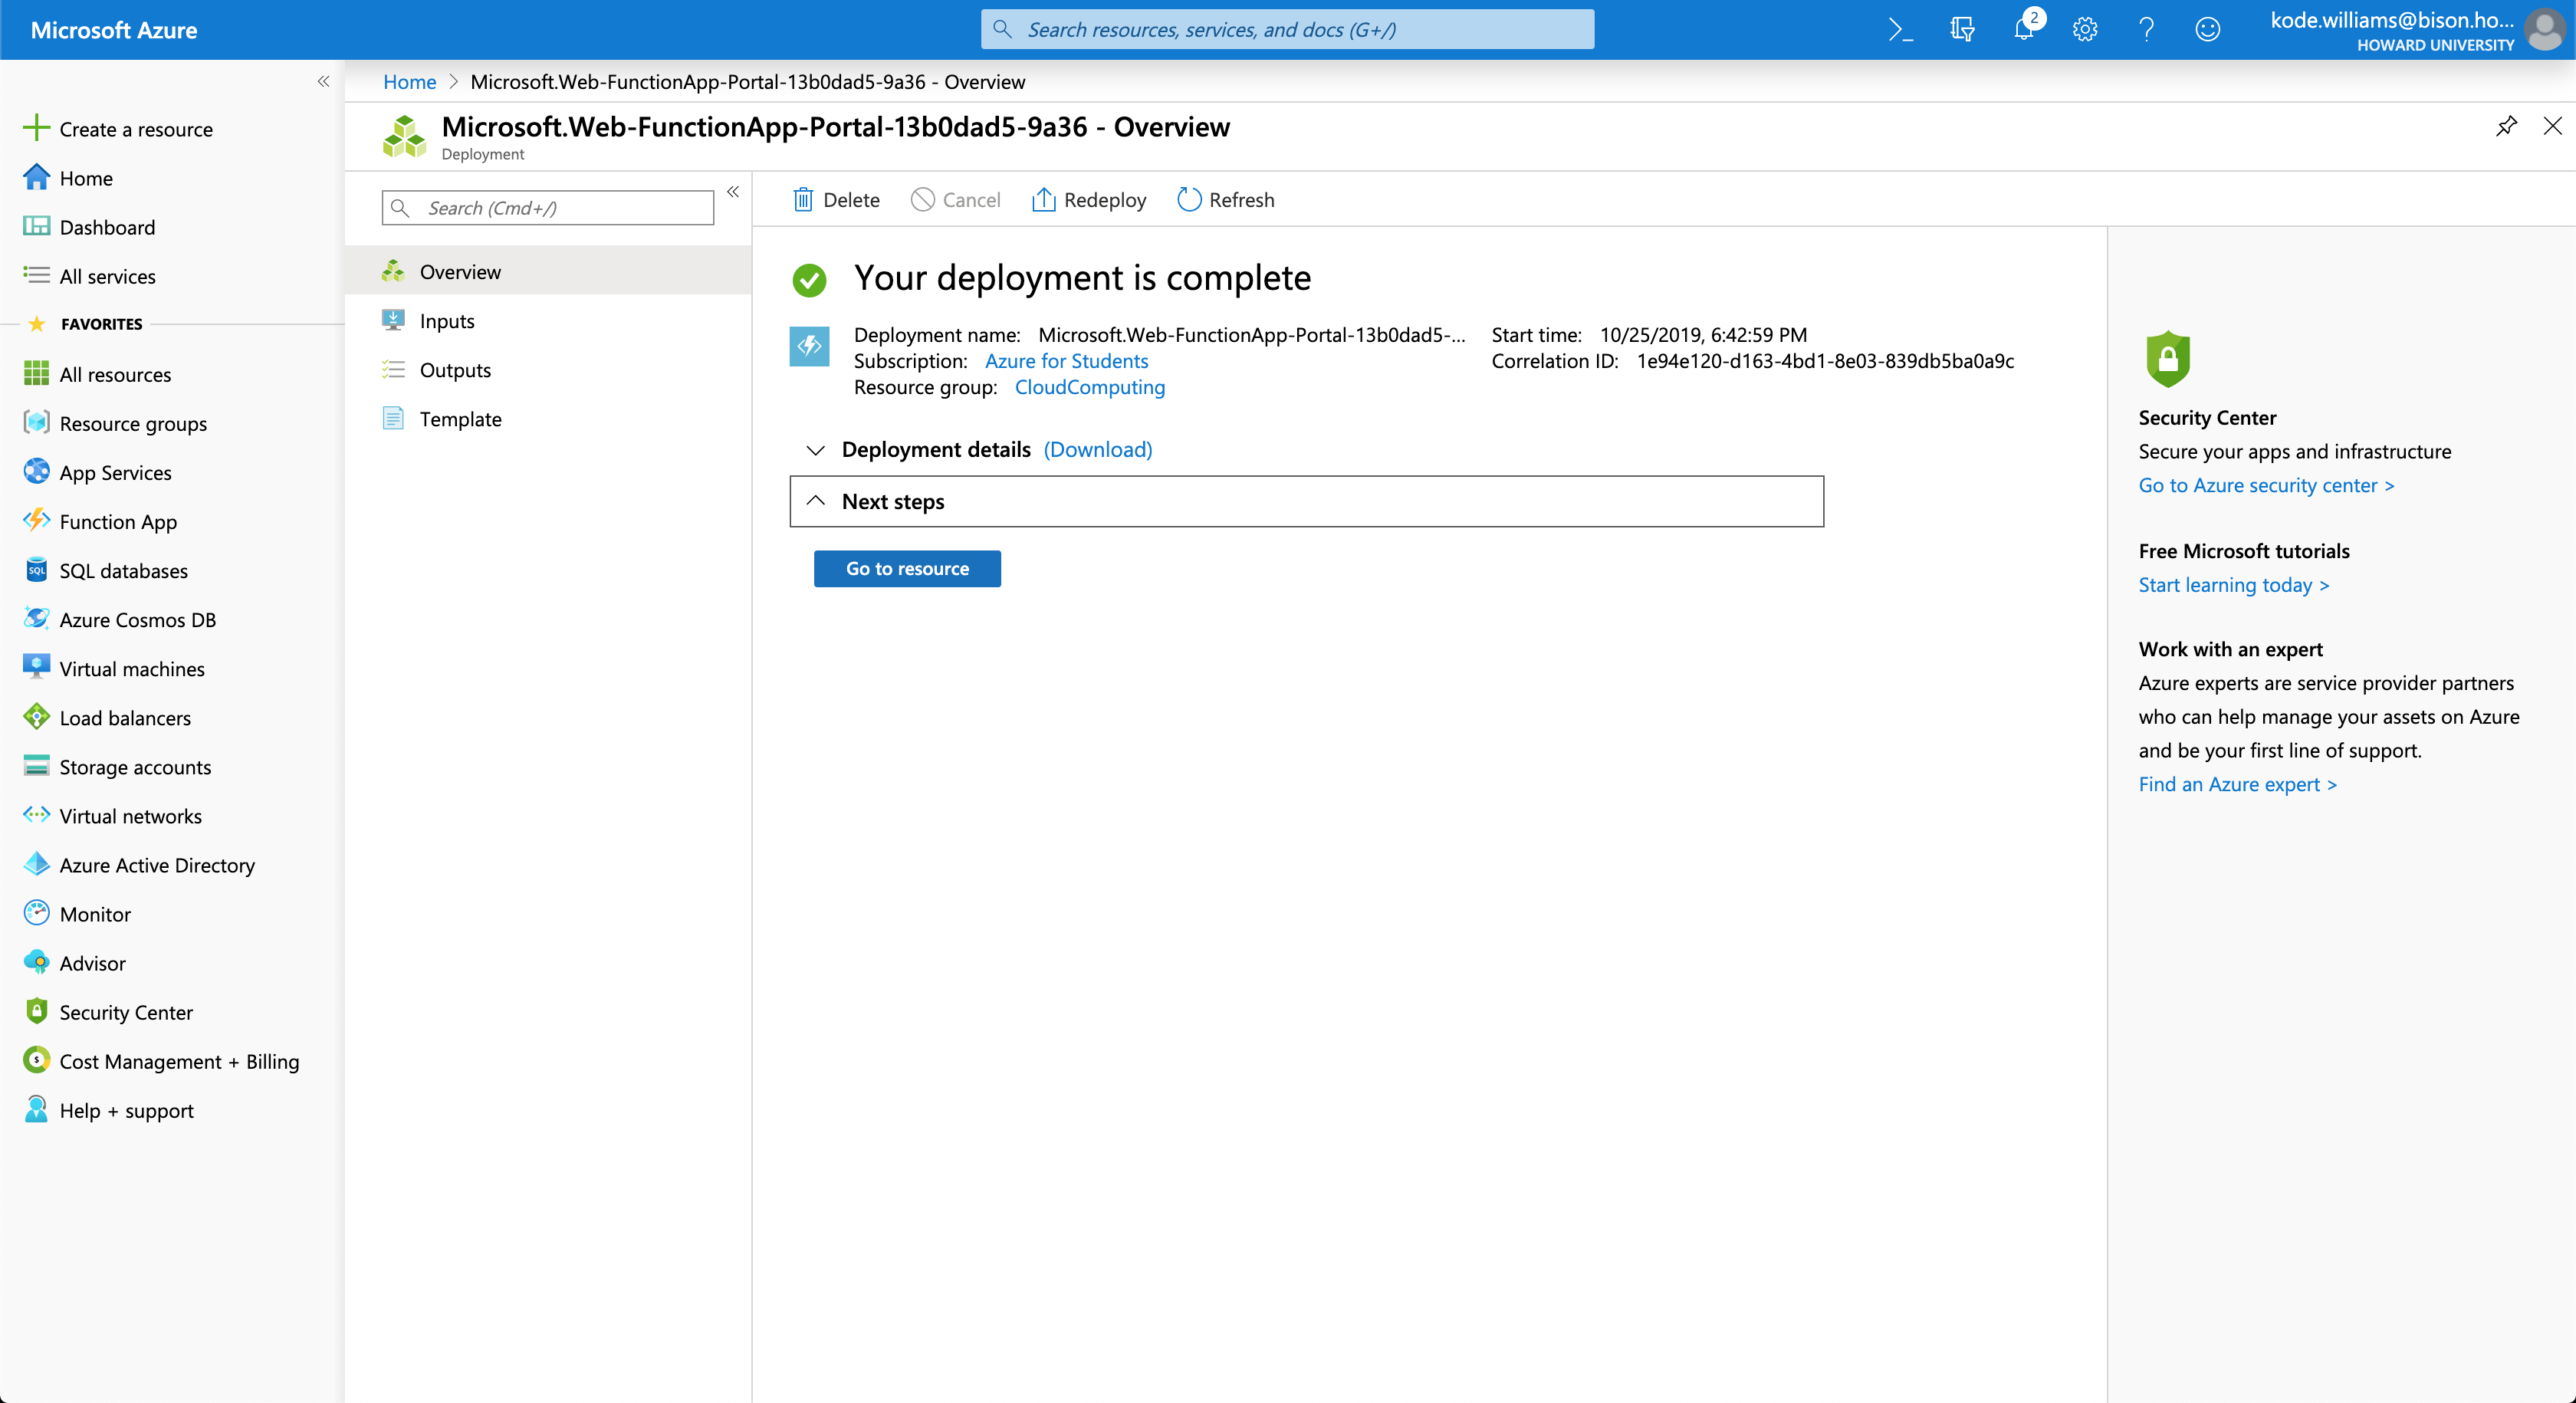 Microsoft Azure
Search resources, services, and docs (G+/)
2
kode.williams@bison.ho...
HOWARD UNIVERSITY
Create a resource
Home
Dashboard
All services
FAVORITES
All resources
Resource groups
App Services
Function App
SQL
SQL databases
Azure Cosmos DB
Virtual machines
Load balancers
Storage accounts
Virtual networks
Azure Active Directory
Monitor
Advisor
Security Center
Cost Management + Billing
Help + support
Home > Microsoft.Web-FunctionApp-Portal-13b0dad5-9a36 - Overview
Microsoft.Web-FunctionApp-Portal-13b0dad5-9a36 - Overview
Deployment
Search (Cmd+/)
Overview
Inputs
Outputs
Template
Delete Cancel Redeploy Refresh
Your deployment is complete
Deployment name: Microsoft.Web-FunctionApp-Portal-13b0dad5-...
Subscription: Azure for Students
Resource group: CloudComputing
Start time: 10/25/2019, 6:42:59 PM
Correlation ID: 1e94e120-d163-4bd1-8e03-839db5ba0a9c
Deployment details (Download)
Next steps
Go to resource
Security Center
Secure your apps and infrastructure
Go to Azure security center >
Free Microsoft tutorials
Start learning today >
Work with an expert
Azure experts are service provider partners
who can help manage your assets on Azure
and be your first line of support.
Find an Azure expert >